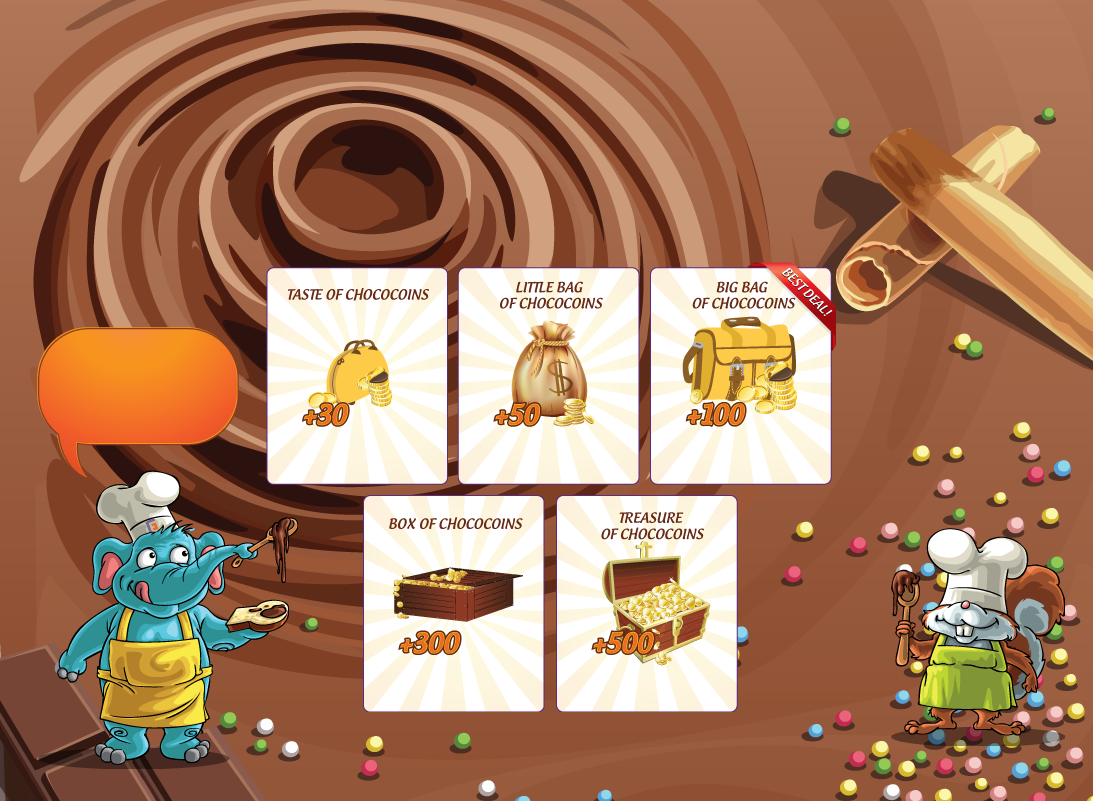 TASTE OF CHOCOCOINS
+30
LITTLE BAG
OF CHOCOCOINS
$
+50
BIG BAG
OF CHOCOCOINS
BEST DEAL!
+100
BOX OF CHOCOCOINS
+300
TREASURE
OF CHOCOCOINS
+500